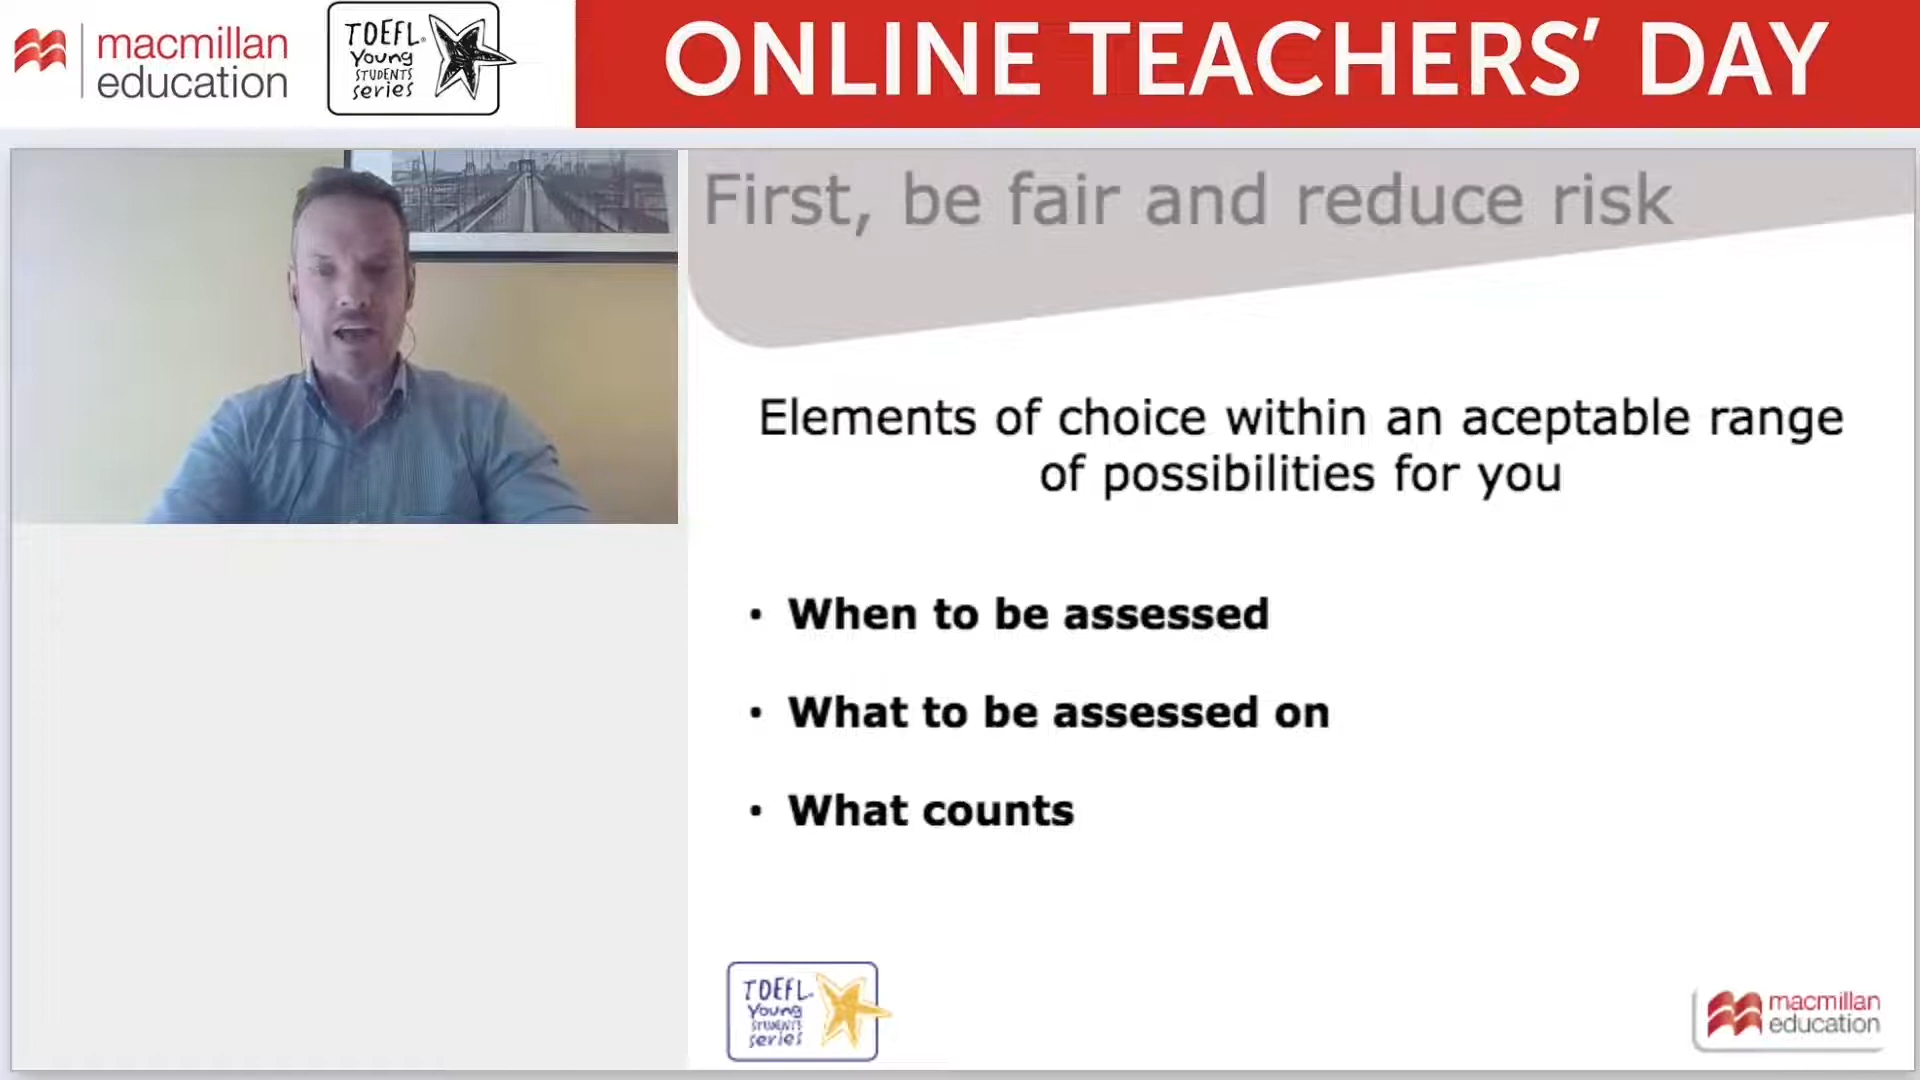 macmillan
education
TOEFL®
Young
STUDENTS
series
ONLINE TEACHERS’ DAY
First, be fair and reduce risk
Elements of choice within an aceptable range
of possibilities for you
• When to be assessed
• What to be assessed on
• What counts
TOEFL
Young
STUDENTS
series
macmillan
education